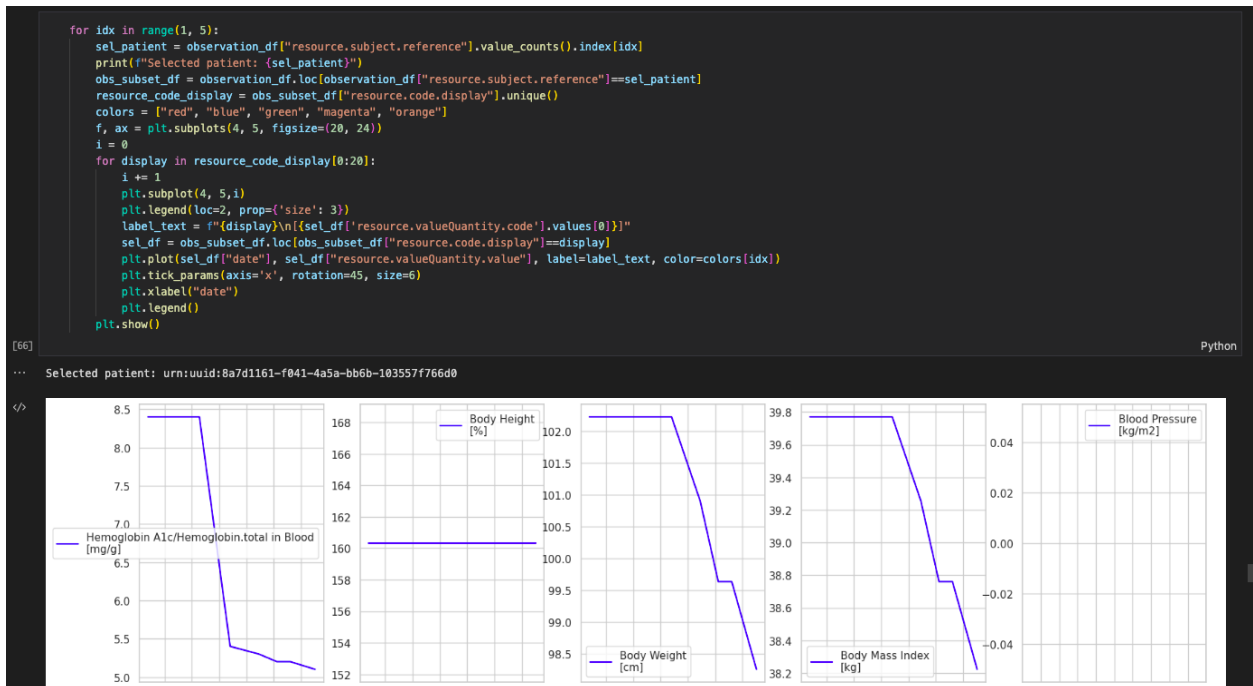 for idx in range(1, 5):
    sel_patient = observation_df["resource.subject.reference"].value_counts().index[idx]
    print(f"Selected patient: {sel_patient}")
    obs_subset_df = observation_df.loc[observation_df["resource.subject.reference"]==sel_patient]
    resource_code_display = obs_subset_df["resource.code.display"].unique()
    colors = ["red", "blue", "green", "magenta", "orange"]
    f, ax = plt.subplots(4, 5, figsize=(20, 24))
    i = 0
    for display in resource_code_display[0:20]:
        i += 1
        plt.subplot(4, 5,i)
        plt.legend(loc=2, prop={'size': 3})
        label_text = f"{display}\n[{sel_df['resource.valueQuantity.code'].values[0]}]"
        sel_df = obs_subset_df.loc[obs_subset_df["resource.code.display"]==display]
        plt.plot(sel_df["date"], sel_df["resource.valueQuantity.value"], label=label_text, color=colors[idx])
        plt.tick_params(axis='x', rotation=45, size=6)
        plt.xlabel("date")
        plt.legend()
    plt.show()
[66]
Python
... Selected patient: urn:uuid:8a7d1161-f041-4a5a-bb6b-103557f766d0
</>
8.5
8.0
7.5
7.0
6.5
6.0
5.5
5.0
Hemoglobin A1c/Hemoglobin.total in Blood
[mg/g]
168
166
164
162
160
158
156
154
152
Body Height
[%]
102.0
101.5
101.0
100.5
100.0
99.5
99.0
98.5
Body Weight
[cm]
39.8
39.6
39.4
39.2
39.0
38.8
38.6
38.4
38.2
Body Mass Index
[kg]
0.04
0.02
0.00
−0.02
−0.04
Blood Pressure
[kg/m2]